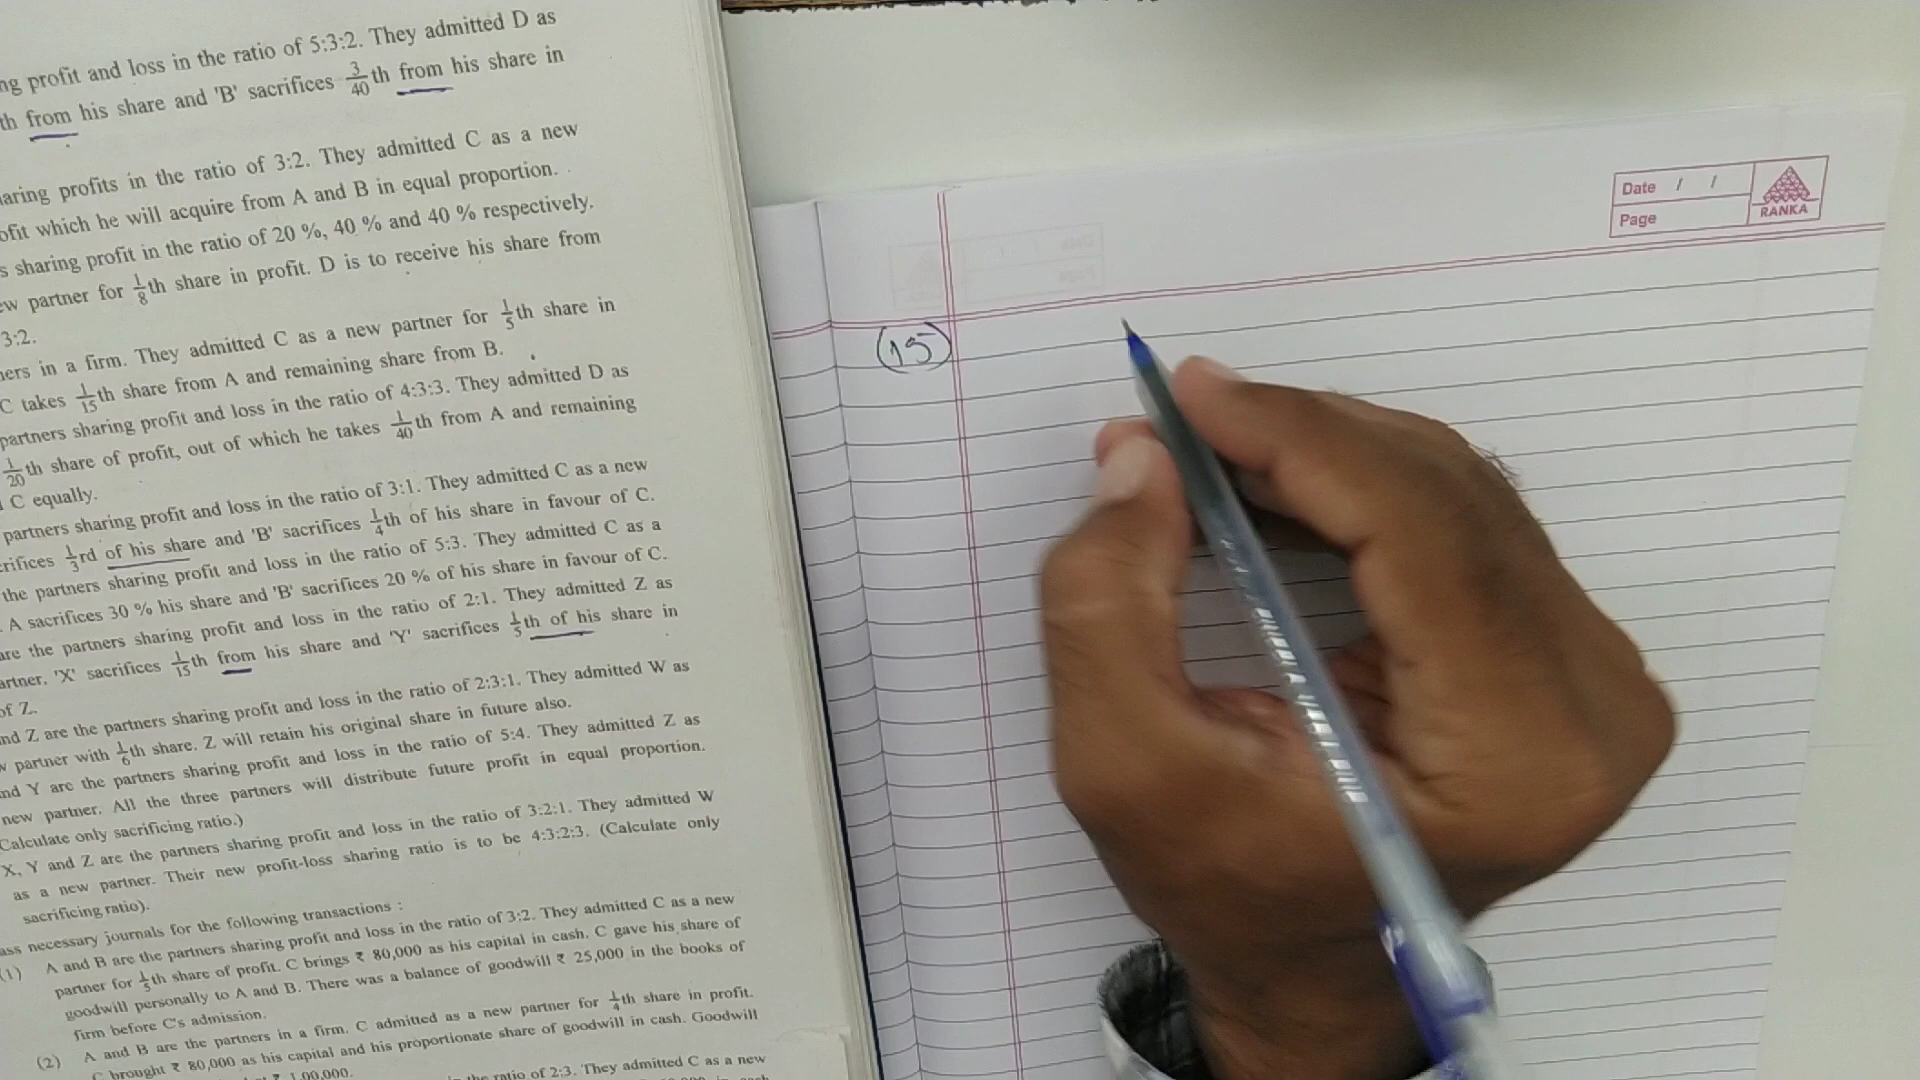 ng profit and loss in the ratio of 5:3:2. They admitted D as
th from his share and 'B' sacrifices 3/40 th from his share in
aring profits in the ratio of 3:2. They admitted C as a new
ofit which he will acquire from A and B in equal proportion.
s sharing profit in the ratio of 20 %, 40 % and 40 % respectively.
ew partner for 1/8 th share in profit. D is to receive his share from
3:2.
ners in a firm. They admitted C as a new partner for 1/5 th share in
C takes 1/15 th share from A and remaining share from B.
partners sharing profit and loss in the ratio of 4:3:3. They admitted D as
1/20 th share of profit, out of which he takes 1/40 th from A and remaining
C equally.
partners sharing profit and loss in the ratio of 3:1. They admitted C as a new
rifices 1/3 rd of his share and 'B' sacrifices 1/4 th of his share in favour of C.
the partners sharing profit and loss in the ratio of 5:3. They admitted C as a
. A sacrifices 30 % his share and 'B' sacrifices 20 % of his share in favour of C.
are the partners sharing profit and loss in the ratio of 2:1. They admitted Z as
artner. 'X' sacrifices 1/15 th from his share and 'Y' sacrifices 1/5 th of his share in
of Z.
nd Z are the partners sharing profit and loss in the ratio of 2:3:1. They admitted W as
w partner with 1/6 th share. Z will retain his original share in future also.
nd Y are the partners sharing profit and loss in the ratio of 5:4. They admitted Z as
new partner. All the three partners will distribute future profit in equal proportion.
Calculate only sacrificing ratio.)
X, Y and Z are the partners sharing profit and loss in the ratio of 3:2:1. They admitted W
as a new partner. Their new profit-loss sharing ratio is to be 4:3:2:3. (Calculate only
sacrificing ratio).
ass necessary journals for the following transactions :
(1) A and B are the partners sharing profit and loss in the ratio of 3:2. They admitted C as a new
partner for 1/5 th share of profit. C brings ₹ 80,000 as his capital in cash. C gave his share of
goodwill personally to A and B. There was a balance of goodwill ₹ 25,000 in the books of
firm before C's admission.
(2) A and B are the partners in a firm. C admitted as a new partner for 1/4 th share in profit.
C brought ₹ 80,000 as his capital and his proportionate share of goodwill in cash. Goodwill
₹ 1,00,000.
in the ratio of 2:3. They admitted C as a new
Date / /
Page
RANKA
(15)